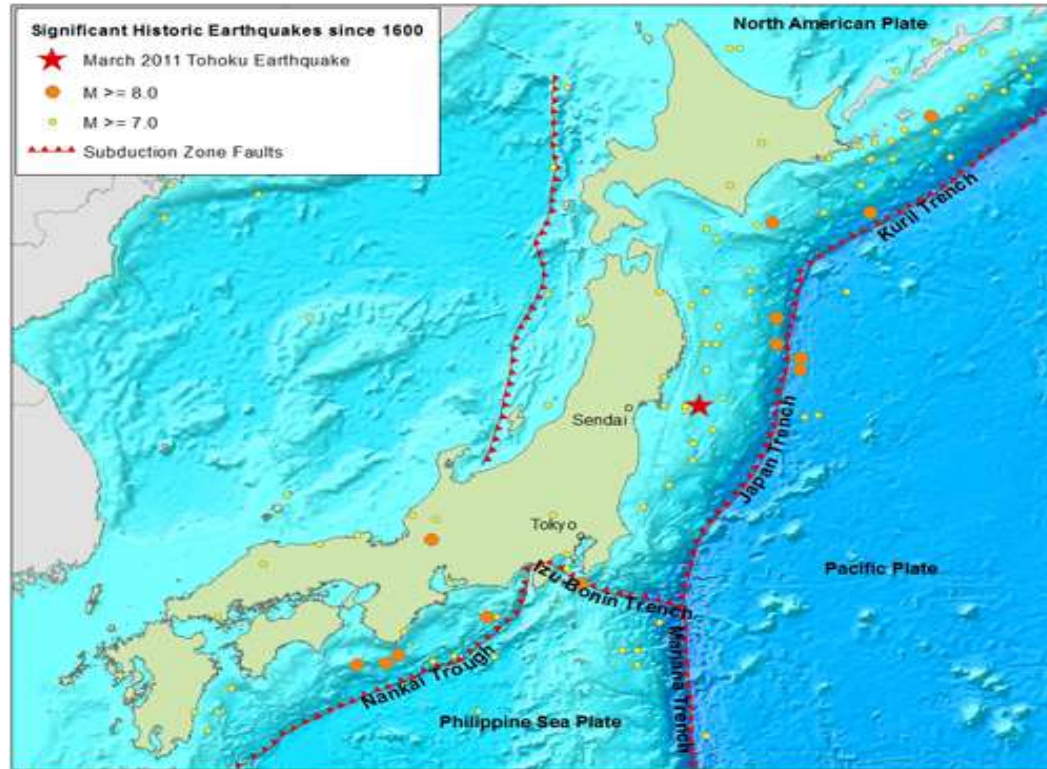 Significant Historic Earthquakes since 1600
March 2011 Tohoku Earthquake
M >= 8.0
M >= 7.0
Subduction Zone Faults
North American Plate
Kuril Trench
Sendai
Japan Trench
Tokyo
Izu-Bonin Trench
Pacific Plate
Mariana Trench
Nankai Trough
Philippine Sea Plate